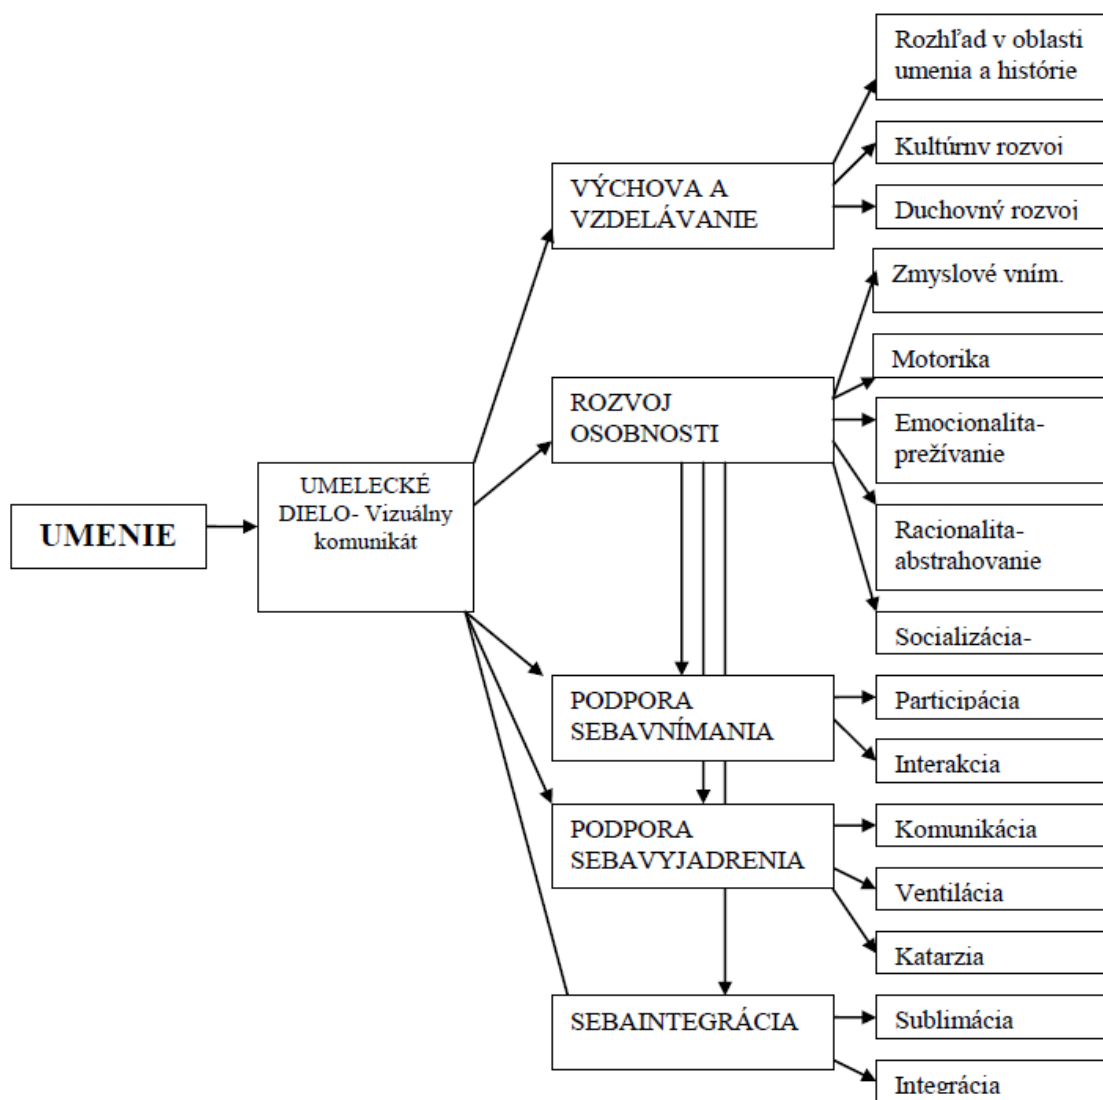 Rozhľad v oblasti
umenia a histórie
Kultúrny rozvoj
VÝCHOVA A
VZDELÁVANIE
Duchovný rozvoj
Zmyslové vním.
Motorika
ROZVOJ
OSOBNOSTI
Emocionalita-
prežívanie
UMELECKÉ
DIELO- Vizuálny
komunikát
UMENIE
Racionalita-
abstrahovanie
Socializácia-
PODPORA
SEBAVNÍMANIA
Participácia
Interakcia
PODPORA
SEBAVYJADRENIA
Komunikácia
Ventilácia
Katarzia
SEBAINTEGRÁCIA
Sublimácia
Integrácia